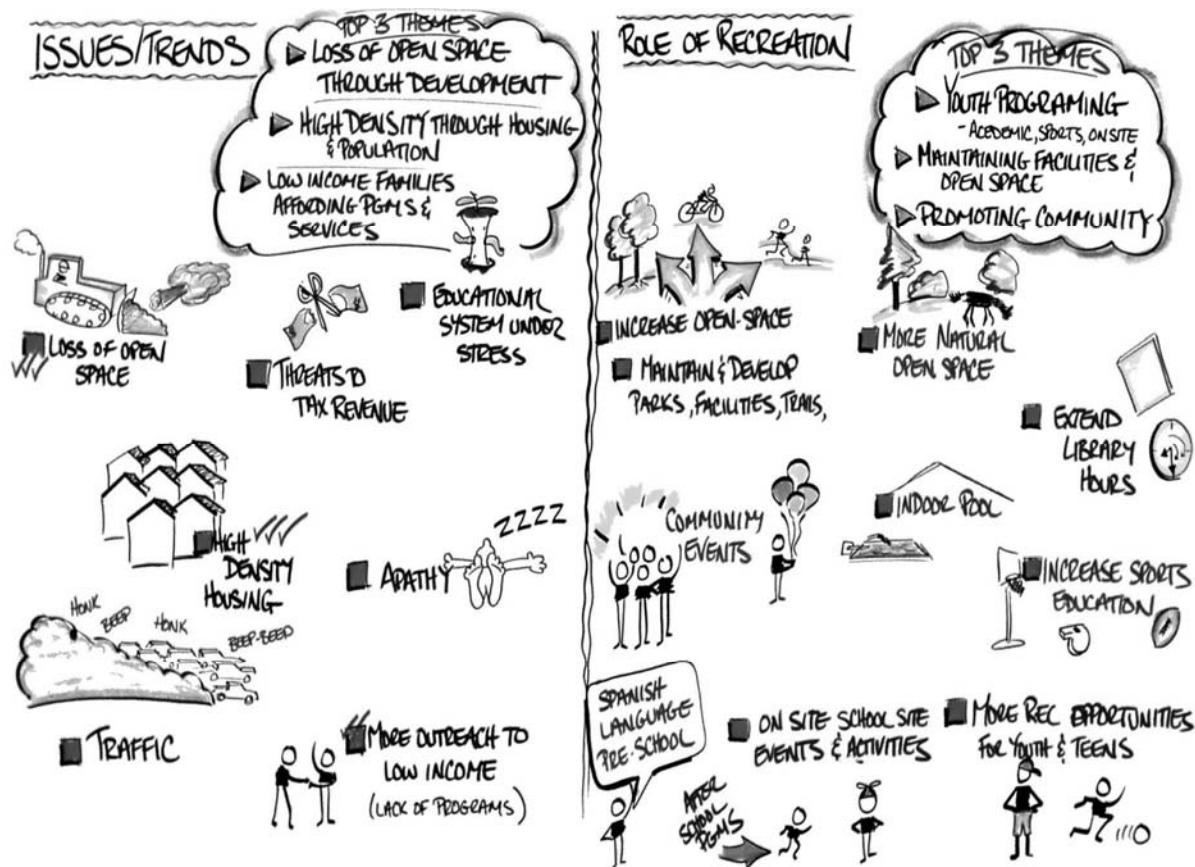 ISSUES/TRENDS
TOP 3 THEMES
LOSS OF OPEN SPACE
THROUGH DEVELOPMENT
HIGH DENSITY THROUGH HOUSING
& POPULATION
LOW INCOME FAMILIES
AFFORDING PGMS &
SERVICES
LOSS OF OPEN
SPACE
THREATS TO
TAX REVENUE
EDUCATIONAL
SYSTEM UNDER
STRESS
HIGH
DENSITY
HOUSING
APATHY
ZZZZ
HONK
BEEP
HONK
BEEP-BEEP
TRAFFIC
MORE OUTREACH TO
LOW INCOME
(LACK OF PROGRAMS)
ROLE OF RECREATION
TOP 3 THEMES
YOUTH PROGRAMING
- ACEDEMIC, SPORTS, ON SITE
MAINTAINING FACILITIES &
OPEN SPACE
PROMOTING COMMUNITY
INCREASE OPEN-SPACE
MAINTAIN & DEVELOP
PARKS, FACILITIES, TRAILS,
MORE NATURAL
OPEN SPACE
EXTEND
LIBRARY
HOURS
COMMUNITY
EVENTS
INDOOR POOL
INCREASE SPORTS
EDUCATION
SPANISH
LANGUAGE
PRE-SCHOOL
AFTER
SCHOOL
PGMS
ON SITE SCHOOL SITE
EVENTS & ACTIVITIES
MORE REC OPPORTUNITIES
FOR YOUTH & TEENS